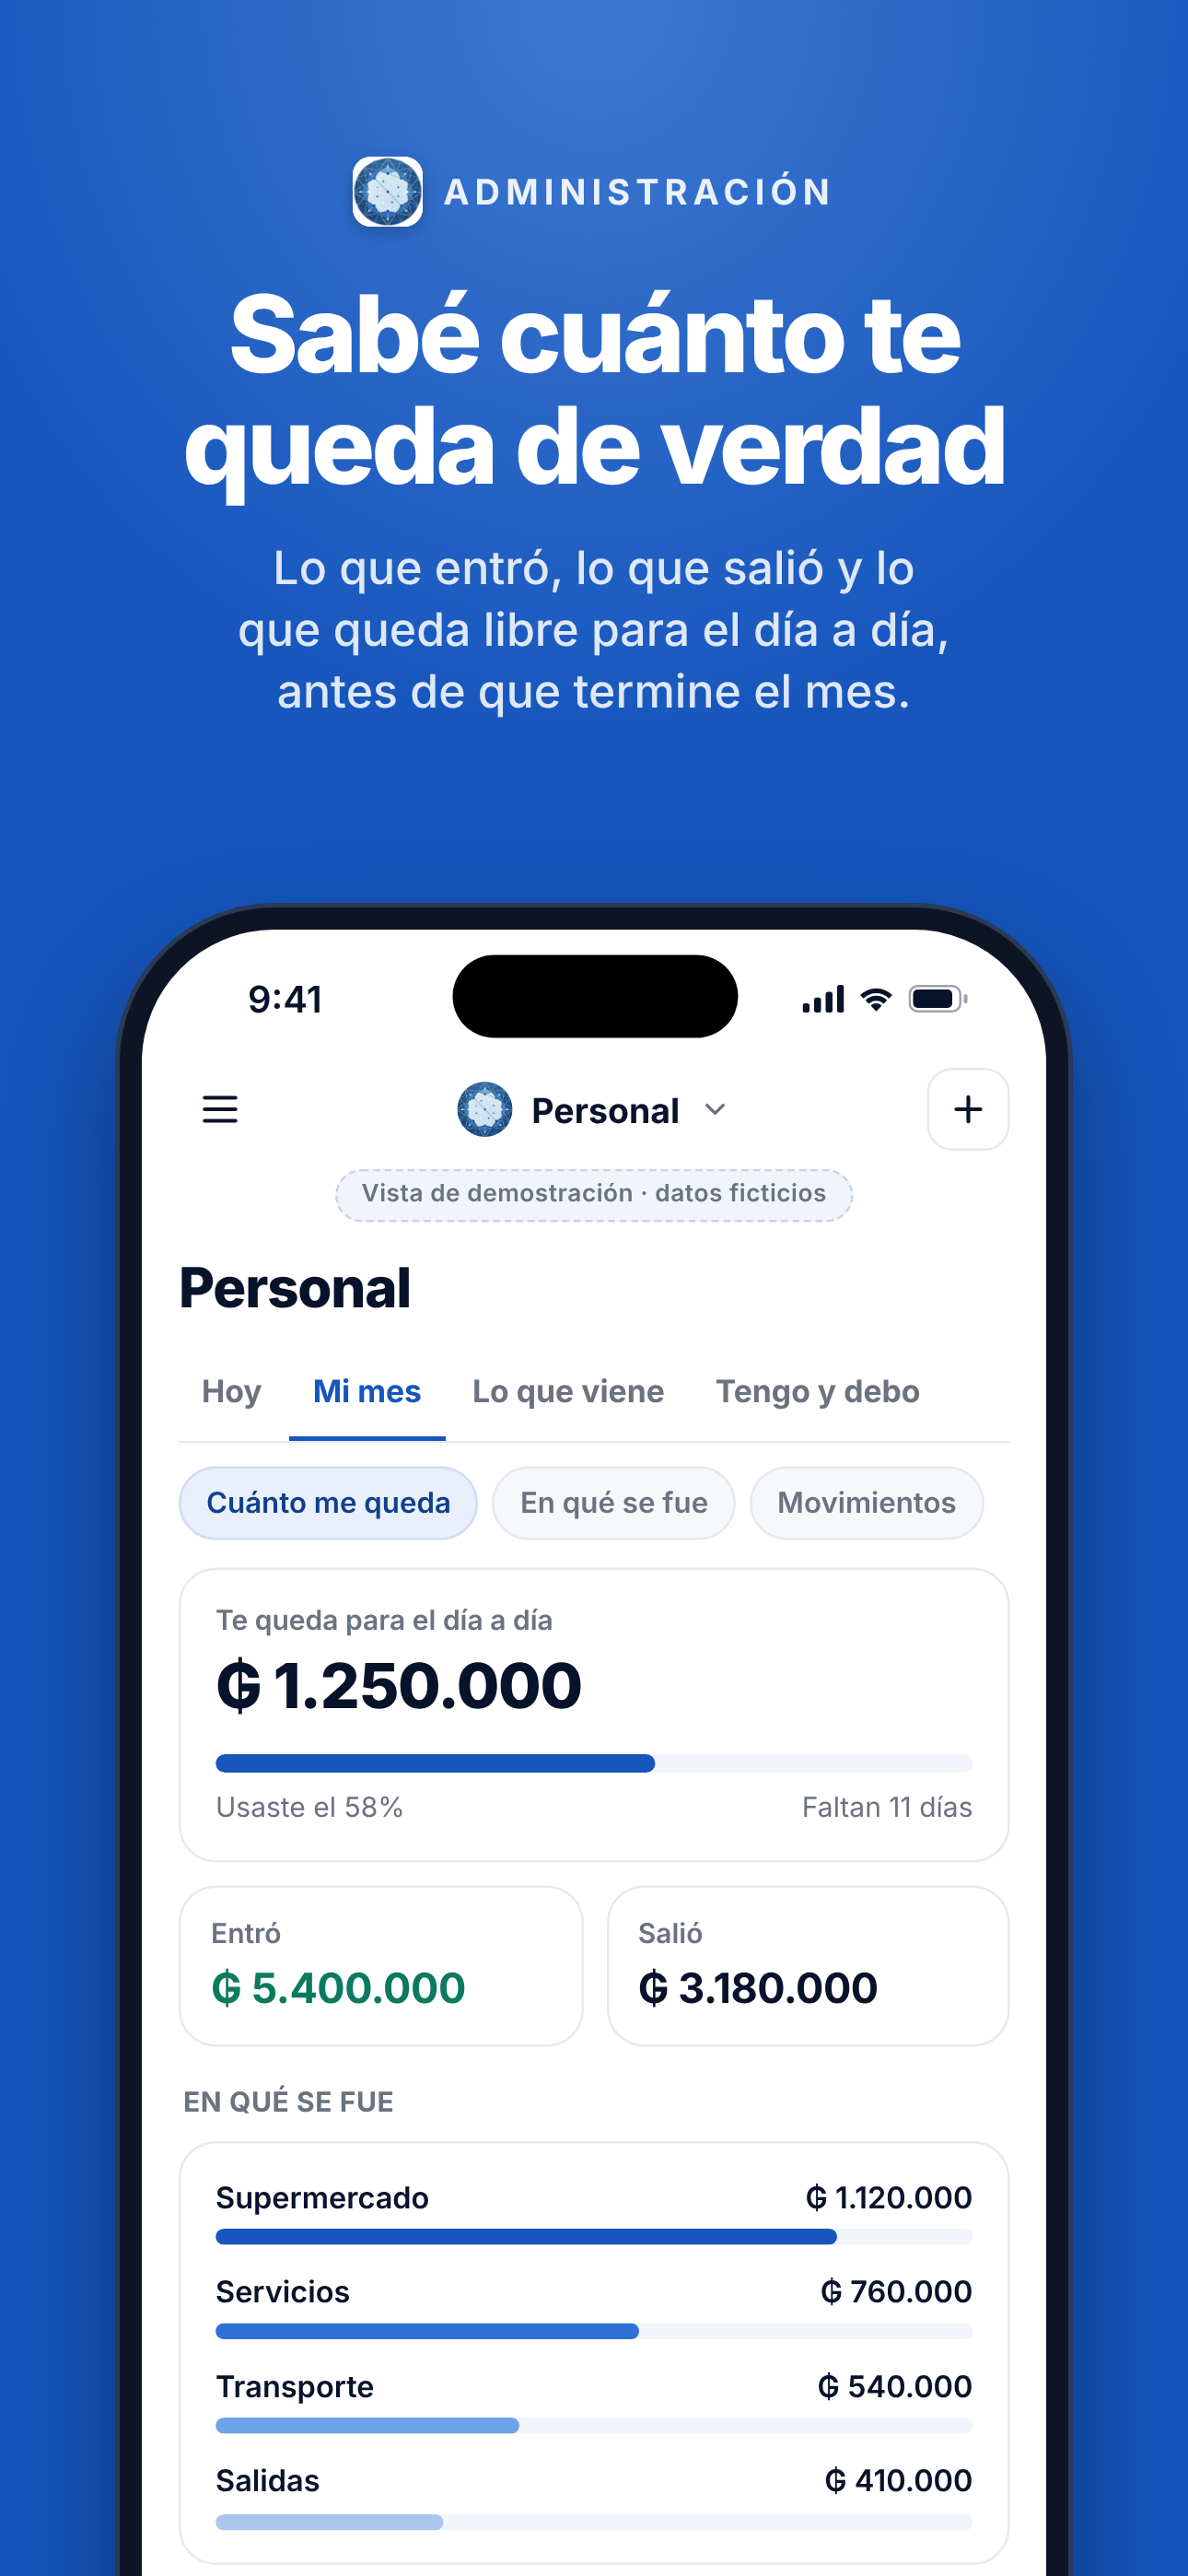 ADMINISTRACIÓN
Sabé cuánto te
queda de verdad
Lo que entró, lo que salió y lo
que queda libre para el día a día,
antes de que termine el mes.
9:41
Personal
Vista de demostración · datos ficticios
Personal
Hoy Mi mes Lo que viene Tengo y debo
Cuánto me queda En qué se fue Movimientos
Te queda para el día a día
₲ 1.250.000
Usaste el 58% Faltan 11 días
Entró Salió
₲ 5.400.000 ₲ 3.180.000
EN QUÉ SE FUE
Supermercado ₲ 1.120.000
Servicios ₲ 760.000
Transporte ₲ 540.000
Salidas ₲ 410.000